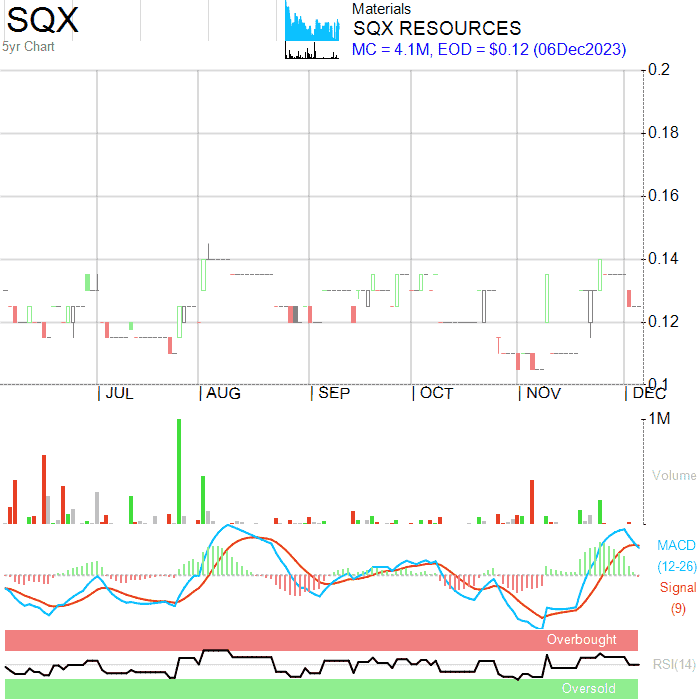 SQX
5yr Chart
Materials
SQX RESOURCES
MC = 4.1M, EOD = $0.12 (06Dec2023)
0.2
0.18
0.16
0.14
0.12
0.1
JUL AUG SEP OCT NOV DEC
1M
Volume
MACD
(12-26)
Signal
(9)
Overbought
RSI(14)
Oversold